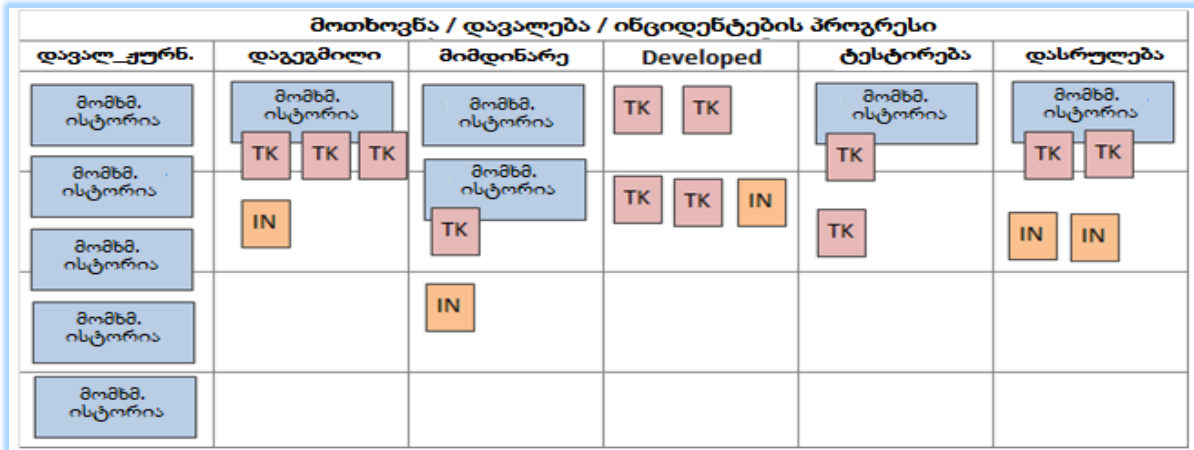 მოთხოვნა / დავალება / ინციდენტების პროგრესი
დავალ_ჟურნ. დაგეგმილი მიმდინარე Developed ტესტირება დასრულება
მომხმ.
ისტორია
მომხმ.
ისტორია
მომხმ.
ისტორია
მომხმ.
ისტორია
მომხმ.
ისტორია
მომხმ.
ისტორია
TK TK TK
IN
მომხმ.
ისტორია
მომხმ.
ისტორია
TK
IN
TK TK
TK TK IN
მომხმ.
ისტორია
TK
TK
მომხმ.
ისტორია
TK TK
IN IN